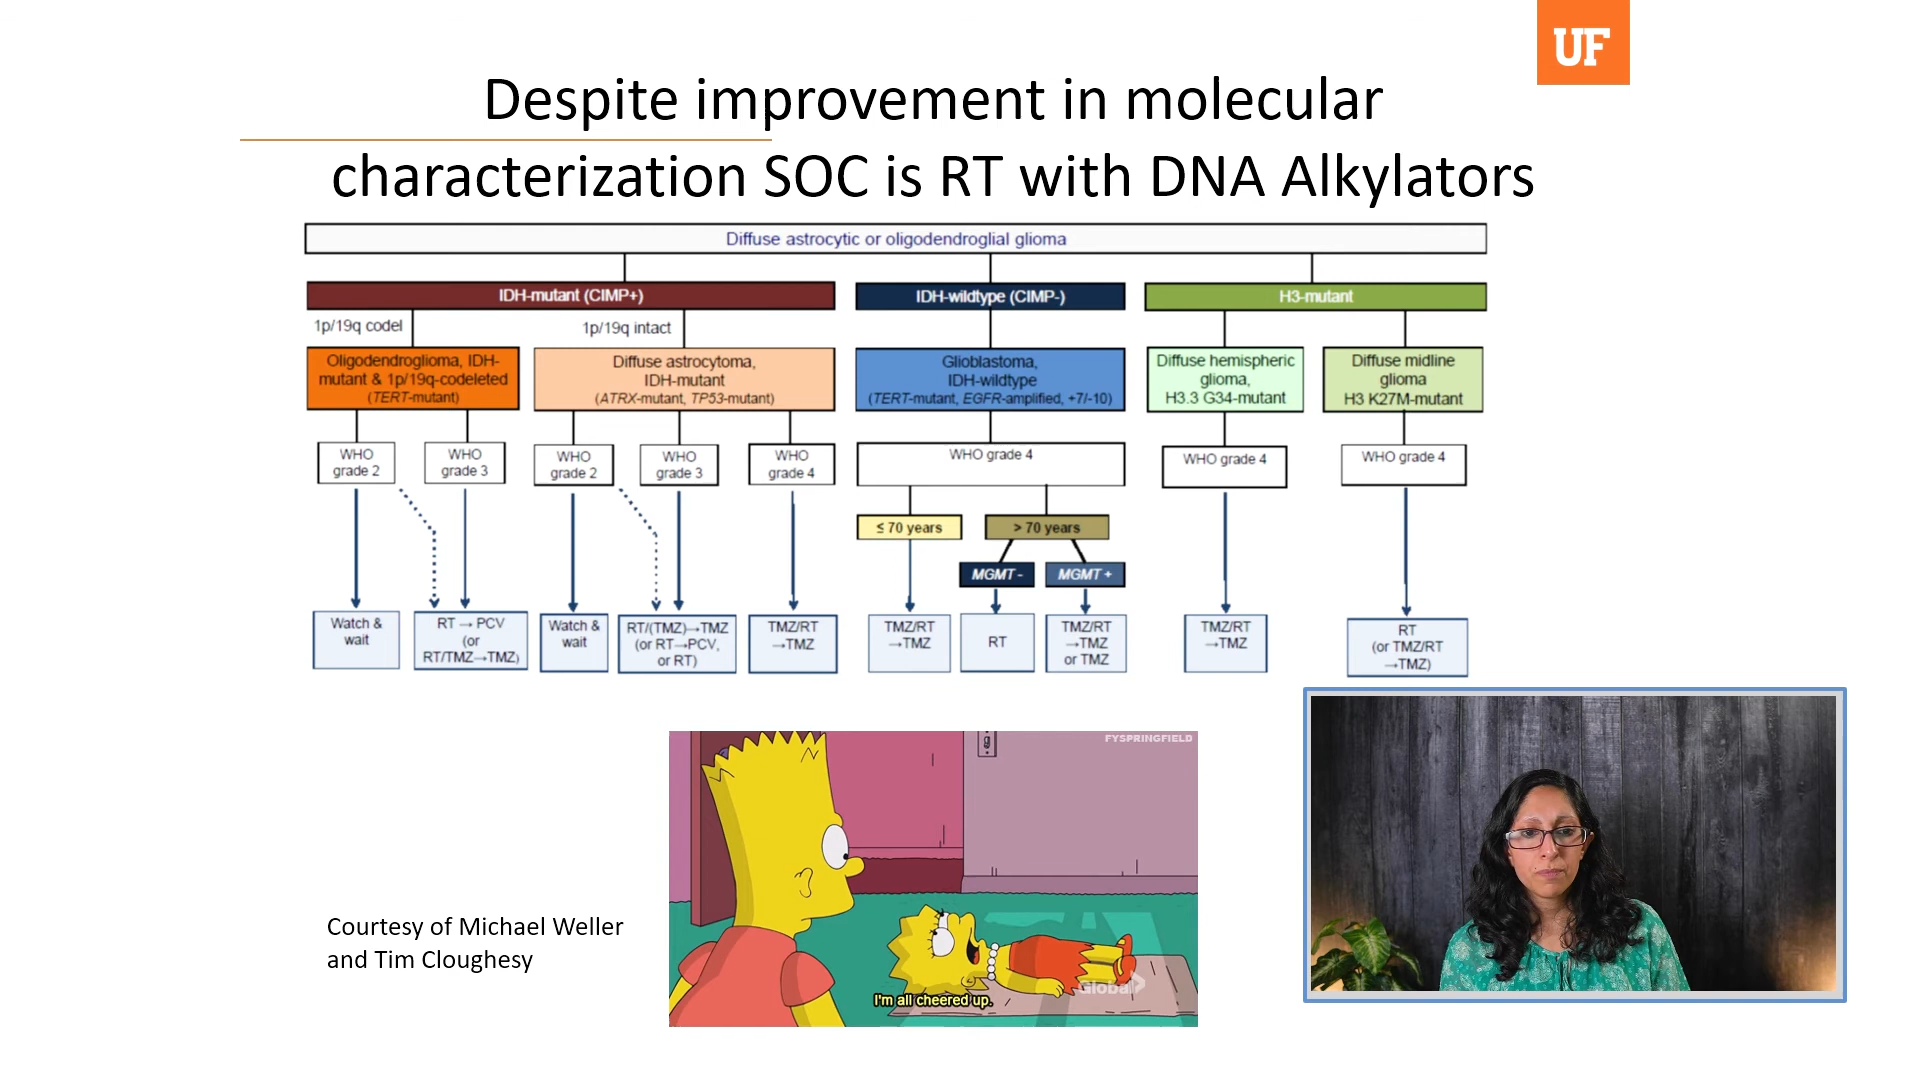 UF
Despite improvement in molecular
characterization SOC is RT with DNA Alkylators
Diffuse astrocytic or oligodendroglial glioma
IDH-mutant (CIMP+)
IDH-wildtype (CIMP-)
H3-mutant
1p/19q codel
1p/19q intact
Oligodendroglioma, IDH-
mutant & 1p/19q-codeleted
(TERT-mutant)
Diffuse astrocytoma,
IDH-mutant
(ATRX-mutant, TP53-mutant)
Glioblastoma,
IDH-wildtype
(TERT-mutant, EGFR-amplified, +7/-10)
Diffuse hemispheric
glioma,
H3.3 G34-mutant
Diffuse midline
glioma
H3 K27M-mutant
WHO
grade 2
WHO
grade 3
WHO
grade 2
WHO
grade 3
WHO
grade 4
WHO grade 4
WHO grade 4
WHO grade 4
≤ 70 years
> 70 years
MGMT -
MGMT +
Watch &
wait
RT → PCV
(or
RT/TMZ→TMZ)
Watch &
wait
RT/(TMZ)→TMZ
(or RT→PCV,
or RT)
TMZ/RT
→TMZ
TMZ/RT
→TMZ
RT
TMZ/RT
→TMZ
or TMZ
TMZ/RT
→TMZ
RT
(or TMZ/RT
→TMZ)
FYSPRINGFIELD
I'm all cheered up.
Global
Courtesy of Michael Weller
and Tim Cloughesy